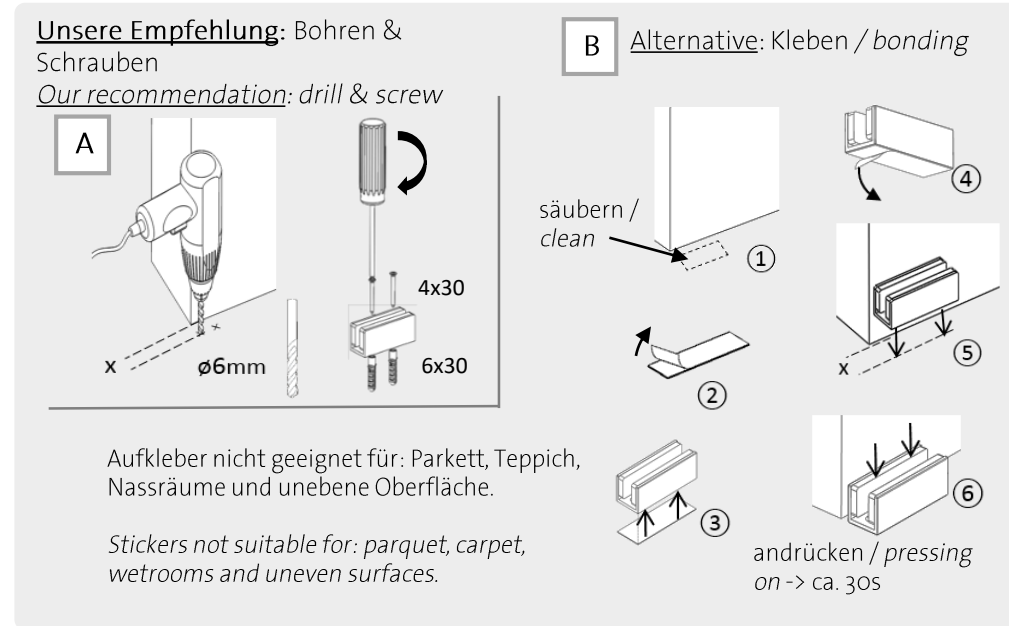 Unsere Empfehlung: Bohren &
Schrauben
Our recommendation: drill & screw
A
4x30
6x30
x
x
ø6mm
B
Alternative: Kleben / bonding
säubern /
clean
1
2
3
4
5
x
6
andrücken / pressing
on -> ca. 30s
Aufkleber nicht geeignet für: Parkett, Teppich,
Nassräume und unebene Oberfläche.
Stickers not suitable for: parquet, carpet,
wetrooms and uneven surfaces.